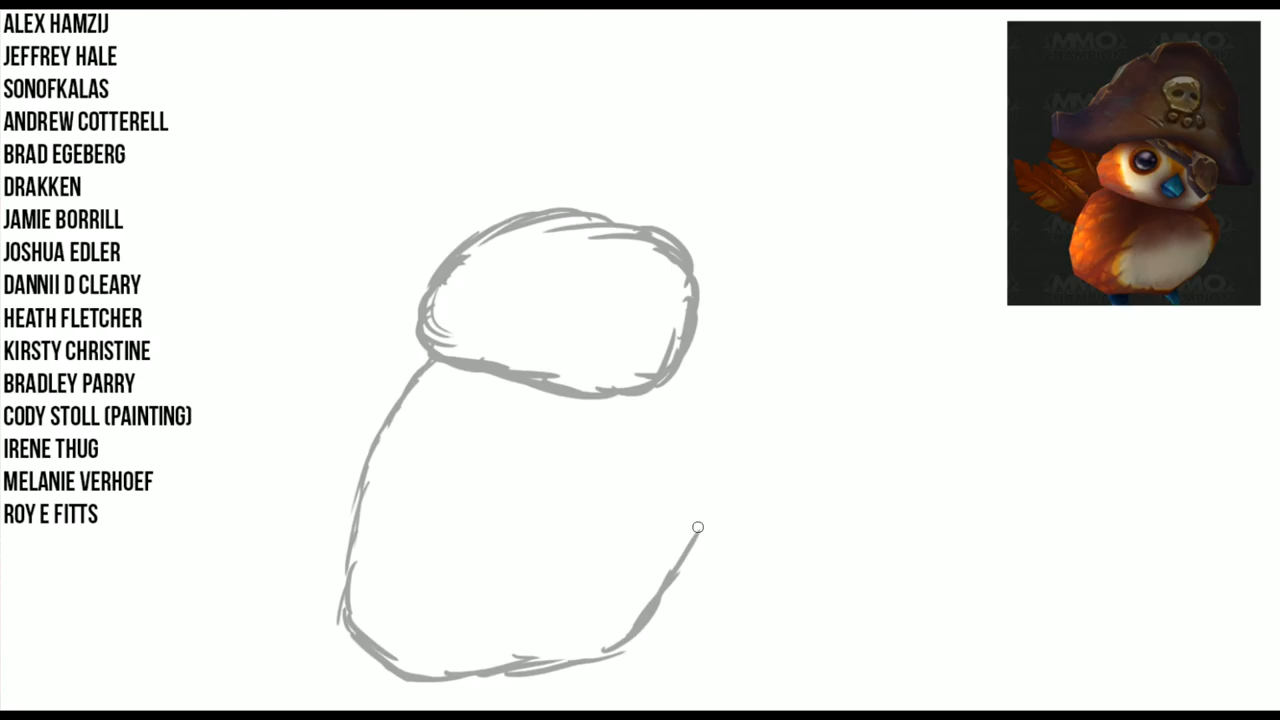 ALEX HAMZIJ
JEFFREY HALE
SONOFKALAS
ANDREW COTTERELL
BRAD EGEBERG
DRAKKEN
JAMIE BORRILL
JOSHUA EDLER
DANNII D CLEARY
HEATH FLETCHER
KIRSTY CHRISTINE
BRADLEY PARRY
CODY STOLL (PAINTING)
IRENE THUG
MELANIE VERHOEF
ROY E FITTS